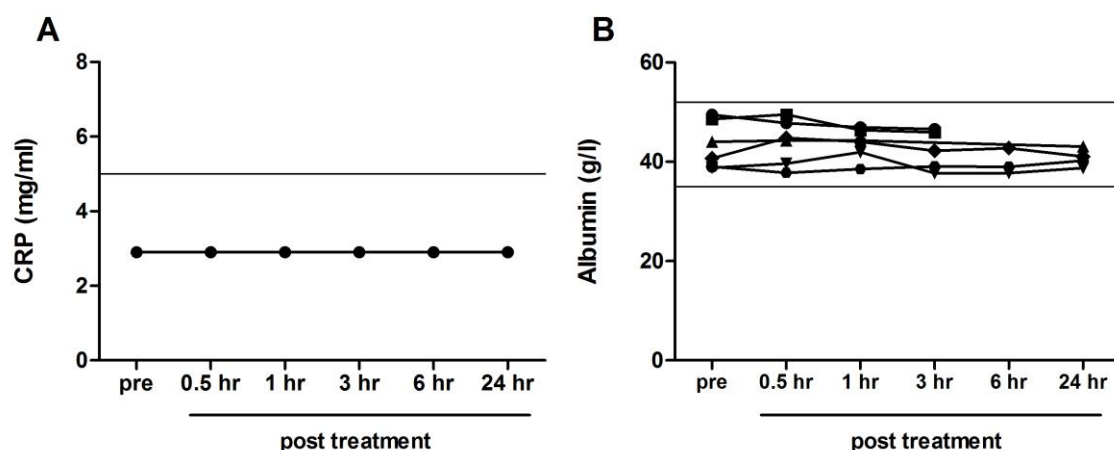 A
CRP (mg/ml)
8
6
4
2
0
pre 0.5 hr 1 hr 3 hr 6 hr 24 hr
post treatment
B
Albumin (g/l)
60
40
20
0
pre 0.5 hr 1 hr 3 hr 6 hr 24 hr
post treatment